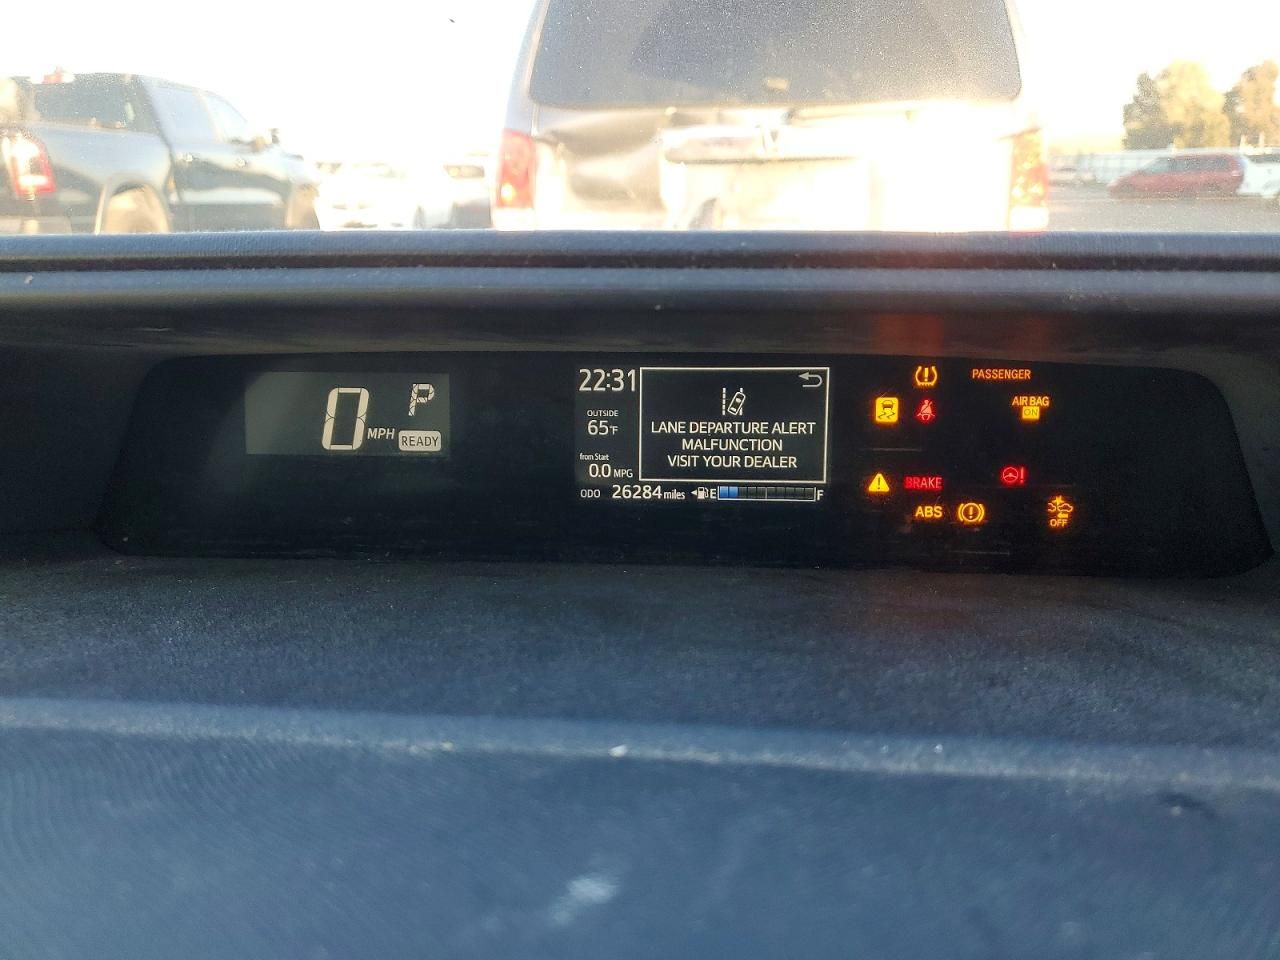 0 MPH
P
READY
22:31
OUTSIDE
65°F
from Start
0.0 MPG
LANE DEPARTURE ALERT
MALFUNCTION
VISIT YOUR DEALER
ODO 26284 miles
E F
PASSENGER
AIR BAG
ON
BRAKE
ABS
OFF